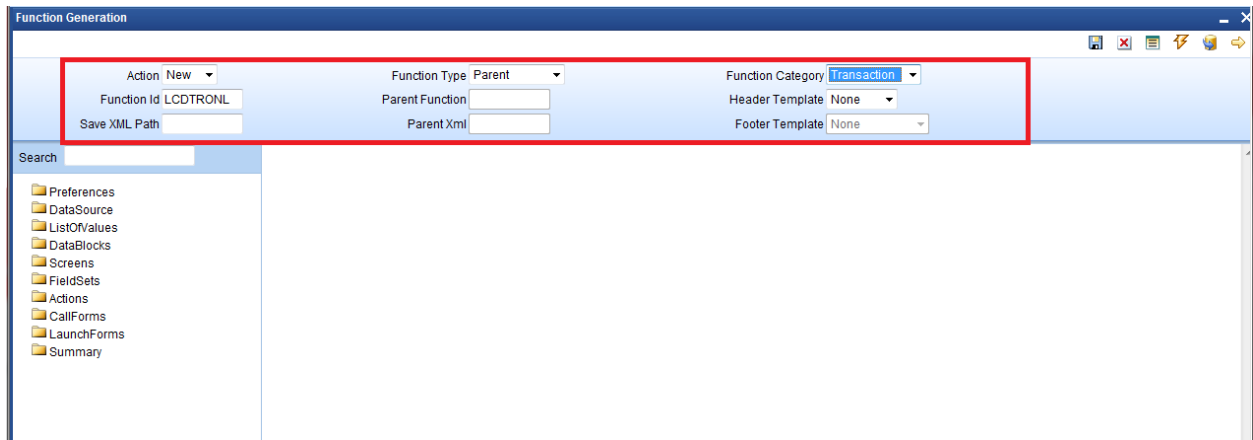 Function Generation
Action New Function Type Parent Function Category Transaction
Function Id LCDTRONL Parent Function Header Template None
Save XML Path Parent Xml Footer Template None
Search
Preferences
DataSource
ListOfValues
DataBlocks
Screens
FieldSets
Actions
CallForms
LaunchForms
Summary